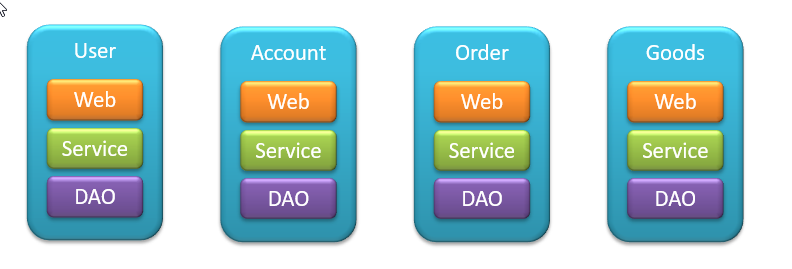 User
Web
Service
DAO
Account
Web
Service
DAO
Order
Web
Service
DAO
Goods
Web
Service
DAO